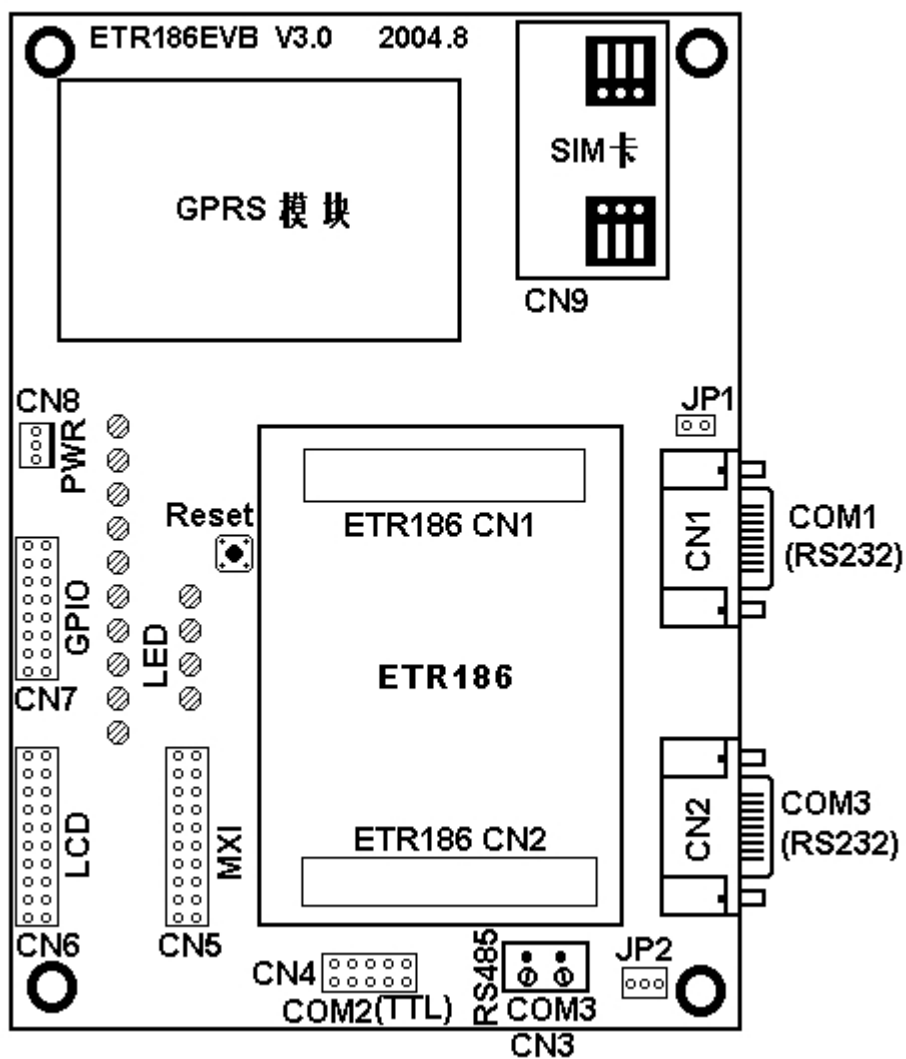 ETR186EVB V3.0 2004.8
SIM卡
GPRS 模块
CN9
CN8
PWR
JP1
Reset
ETR186 CN1
CN1
COM1
(RS232)
GPIO
LED
CN7
ETR186
LCD
MXI
ETR186 CN2
CN2
COM3
(RS232)
CN6
CN5
CN4
COM2(TTL)
RS485
COM3
CN3
JP2